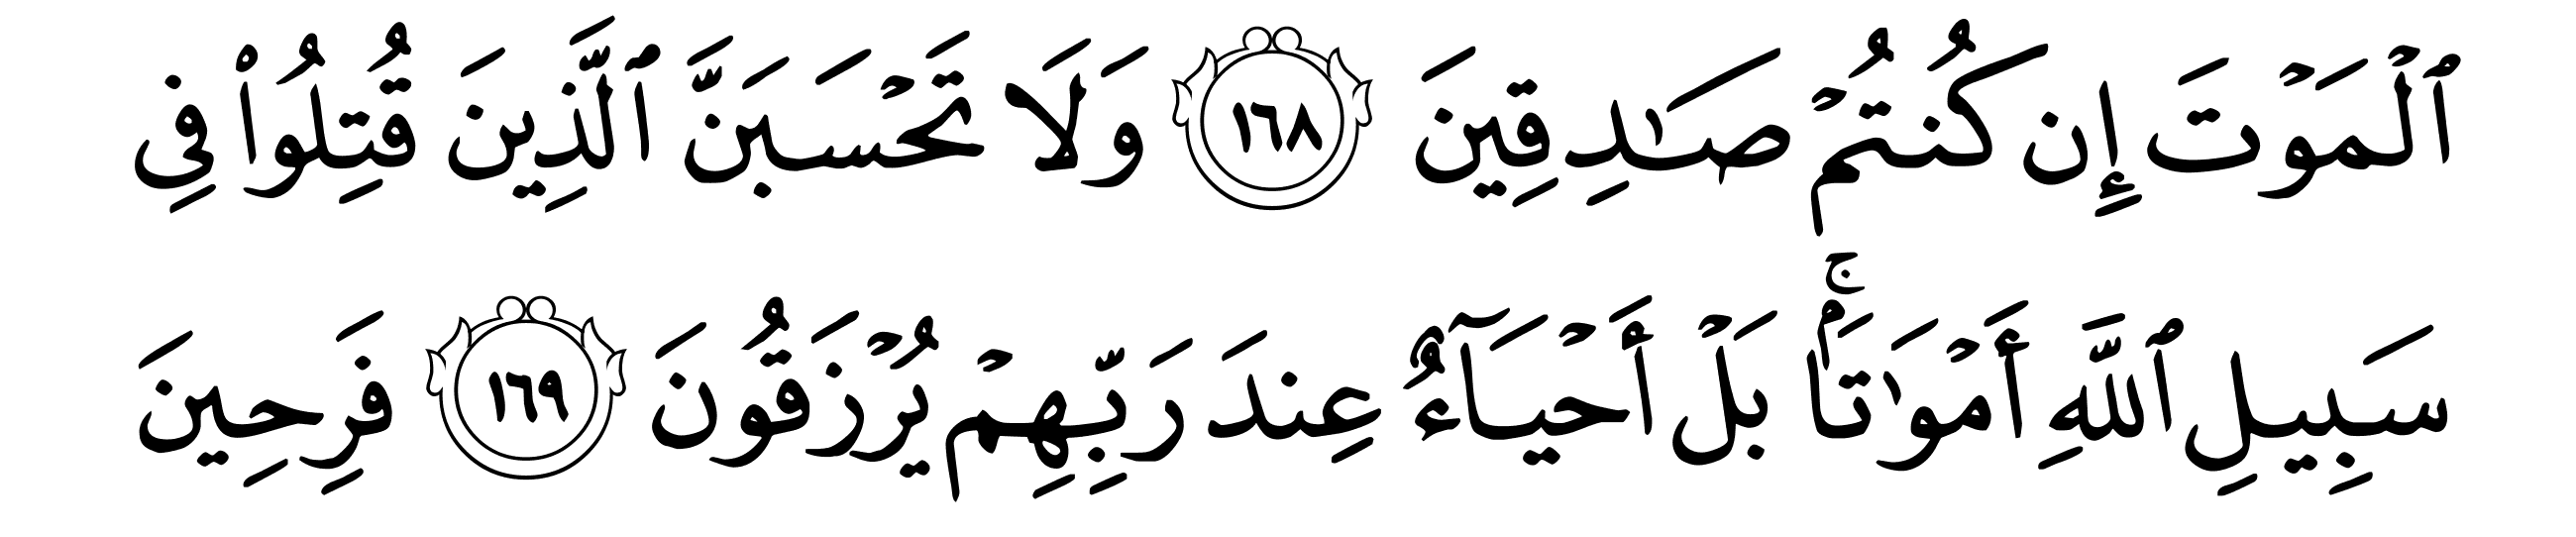 ٱلْمَوْتَ إِن كُنتُمْ صَـٰدِقِينَ ١٦٨ وَلَا تَحْسَبَنَّ ٱلَّذِينَ قُتِلُوا۟ فِى
سَبِيلِ ٱللَّهِ أَمْوَٰتًۢا ۚ بَلْ أَحْيَآءٌ عِندَ رَبِّهِمْ يُرْزَقُونَ ١٦٩ فَرِحِينَ